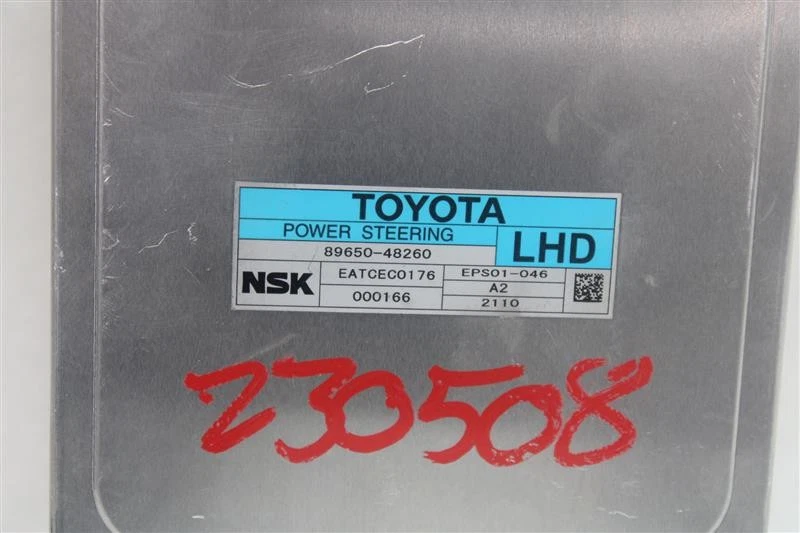 TOYOTA
POWER STEERING
LHD
89650-48260
NSK
EATCEC0176
EPS01-046
A2
000166
2110
230508